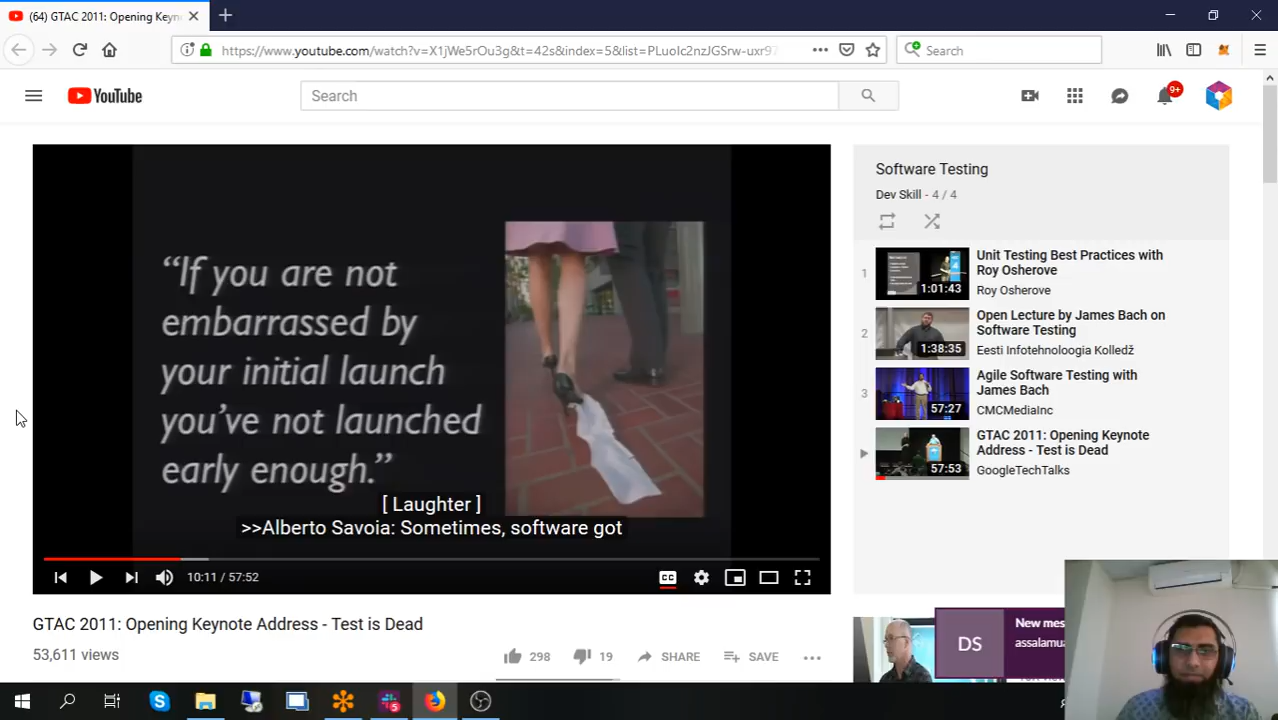 (64) GTAC 2011: Opening Keyn
https://www.youtube.com/watch?v=X1jWe5rOu3g&t=42s&index=5&list=PLuoIc2nzJGSrw-uxr97
Search
YouTube
Search
9+
“If you are not
embarrassed by
your initial launch
you’ve not launched
early enough.”
[ Laughter ]
>>Alberto Savoia: Sometimes, software got
10:11 / 57:52
CC
GTAC 2011: Opening Keynote Address - Test is Dead
53,611 views
298
19
SHARE
SAVE
Software Testing
Dev Skill - 4 / 4
1
1:01:43
Unit Testing Best Practices with
Roy Osherove
Roy Osherove
2
1:38:35
Open Lecture by James Bach on
Software Testing
Eesti Infotehnoloogia Kolledž
3
57:27
Agile Software Testing with
James Bach
CMCMediaInc
57:53
GTAC 2011: Opening Keynote
Address - Test is Dead
GoogleTechTalks
DS
New mes
assalamua